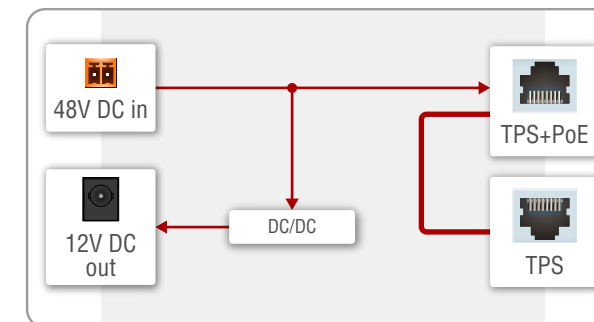 48V DC in
TPS+PoE
DC/DC
12V DC
out
TPS